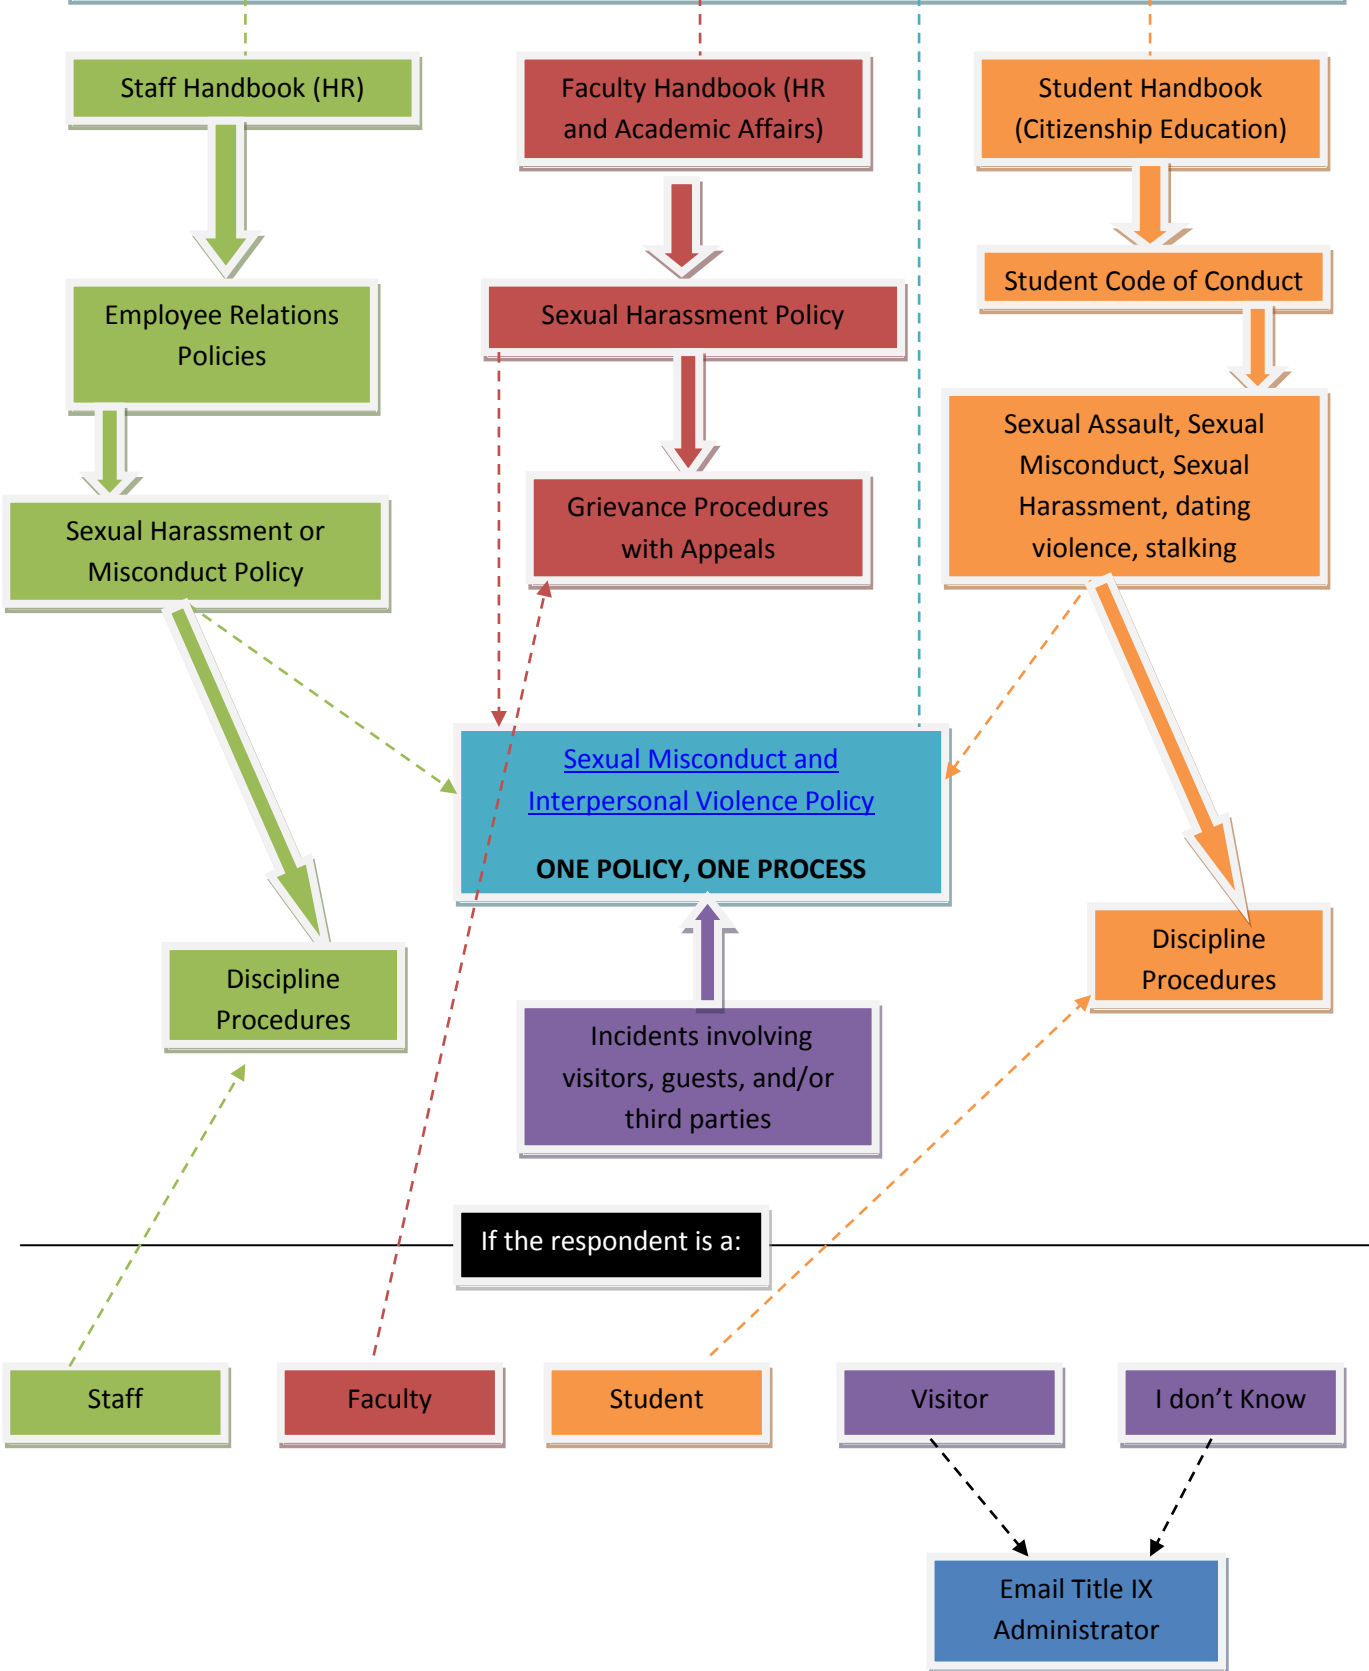 Staff Handbook (HR)
Faculty Handbook (HR
and Academic Affairs)
Student Handbook
(Citizenship Education)
Employee Relations
Policies
Sexual Harassment Policy
Student Code of Conduct
Sexual Harassment or
Misconduct Policy
Grievance Procedures
with Appeals
Sexual Assault, Sexual
Misconduct, Sexual
Harassment, dating
violence, stalking
Sexual Misconduct and
Interpersonal Violence Policy
ONE POLICY, ONE PROCESS
Discipline
Procedures
Incidents involving
visitors, guests, and/or
third parties
Discipline
Procedures
If the respondent is a:
Staff
Faculty
Student
Visitor
I don’t Know
Email Title IX
Administrator